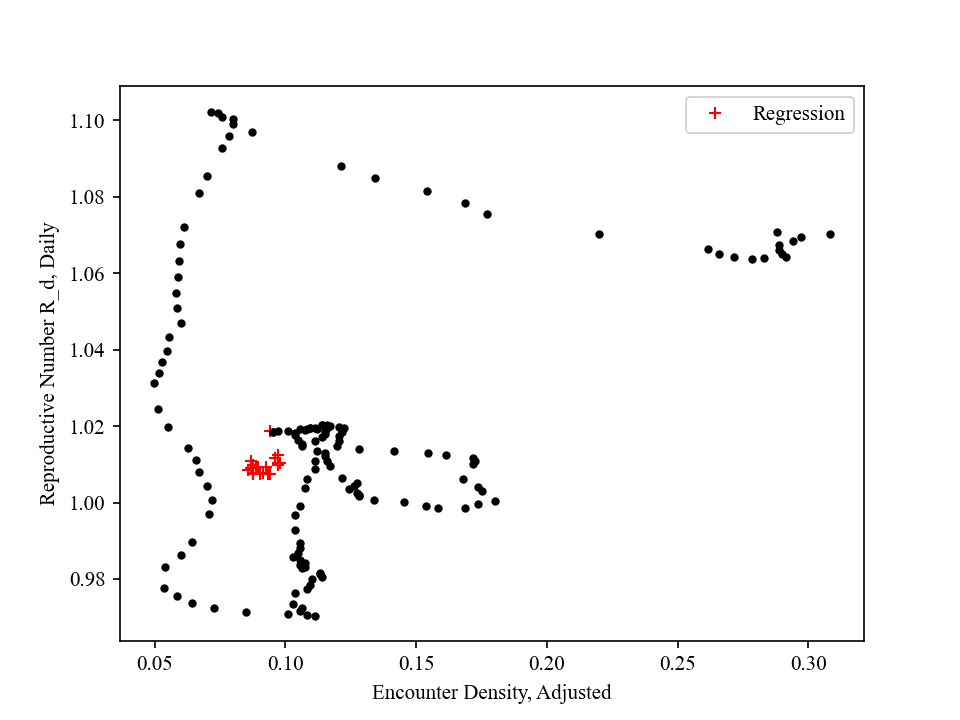 Regression
1.10
1.08
1.06
1.04
1.02
1.00
0.98
Reproductive Number R_d, Daily
0.05 0.10 0.15 0.20 0.25 0.30
Encounter Density, Adjusted